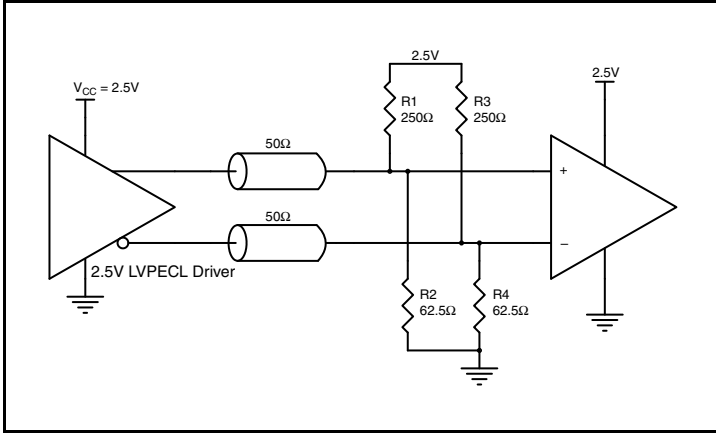 2.5V
V_CC = 2.5V
2.5V
R1
250Ω
R3
250Ω
50Ω
+
50Ω
–
2.5V LVPECL Driver
R2
62.5Ω
R4
62.5Ω